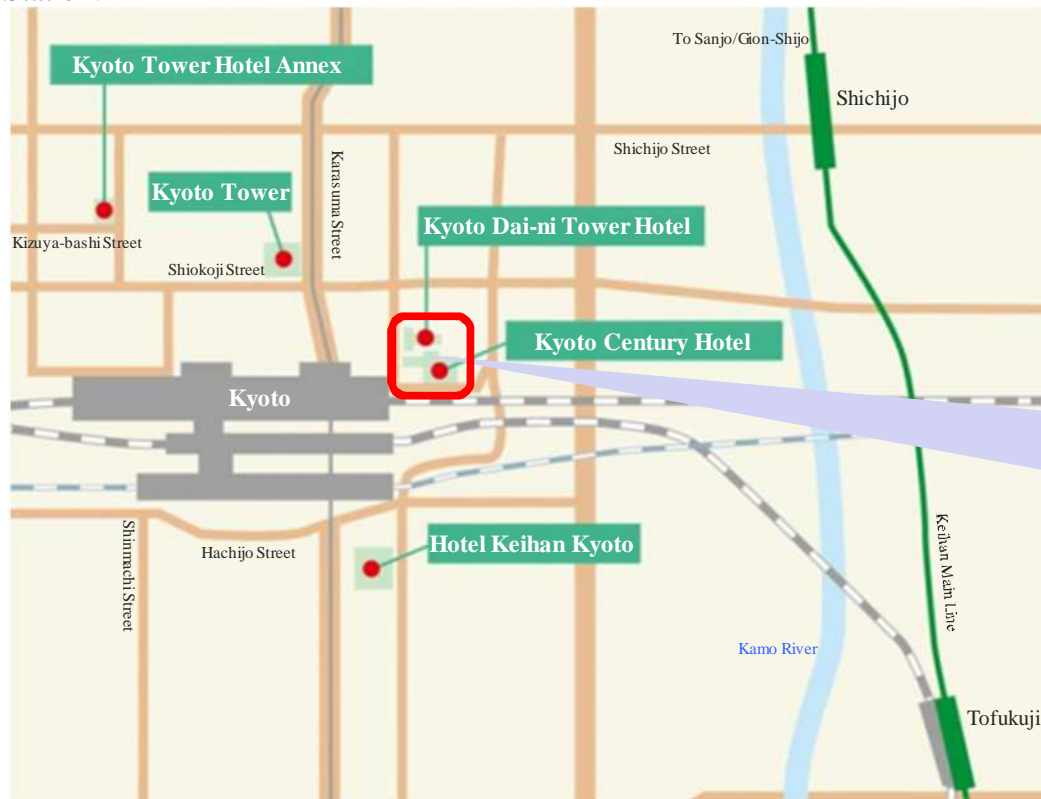 To Sanjo/Gion-Shijo
Kyoto Tower Hotel Annex
Shichijo
Shichijo Street
Karasuma Street
Kyoto Tower
Kyoto Dai-ni Tower Hotel
Kizuya-bashi Street
Shiokoji Street
Kyoto Century Hotel
Kyoto
Shinmachi Street
Hachijo Street
Hotel Keihan Kyoto
Keihan Main Line
Kamo River
Tofukuji